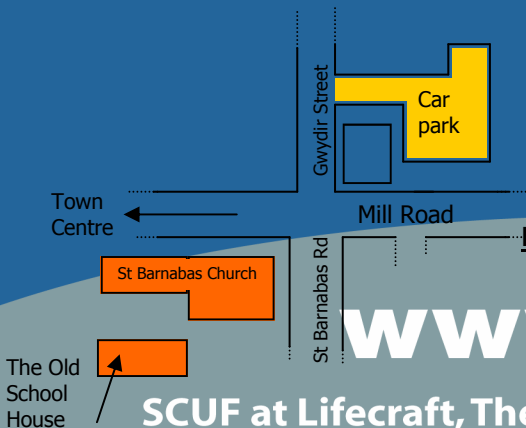 Gwydir Street
Car
park
Town
Centre
Mill Road
St Barnabas Church
St Barnabas Rd
www
The Old
School
House
SCUF at Lifecraft, The